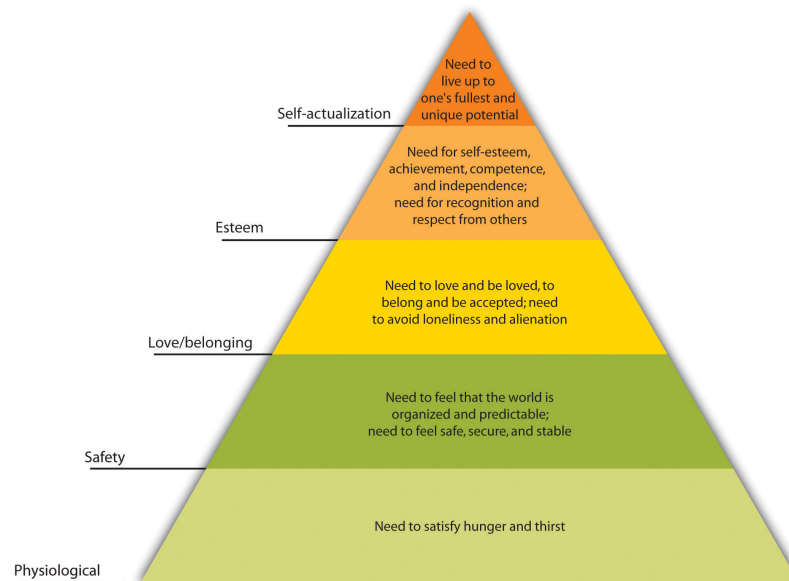 Need to
live up to
one's fullest and
unique potential
Self-actualization
Need for self-esteem,
achievement, competence,
and independence;
need for recognition and
respect from others
Esteem
Need to love and be loved, to
belong and be accepted; need
to avoid loneliness and alienation
Love/belonging
Need to feel that the world is
organized and predictable;
need to feel safe, secure, and stable
Safety
Need to satisfy hunger and thirst
Physiological